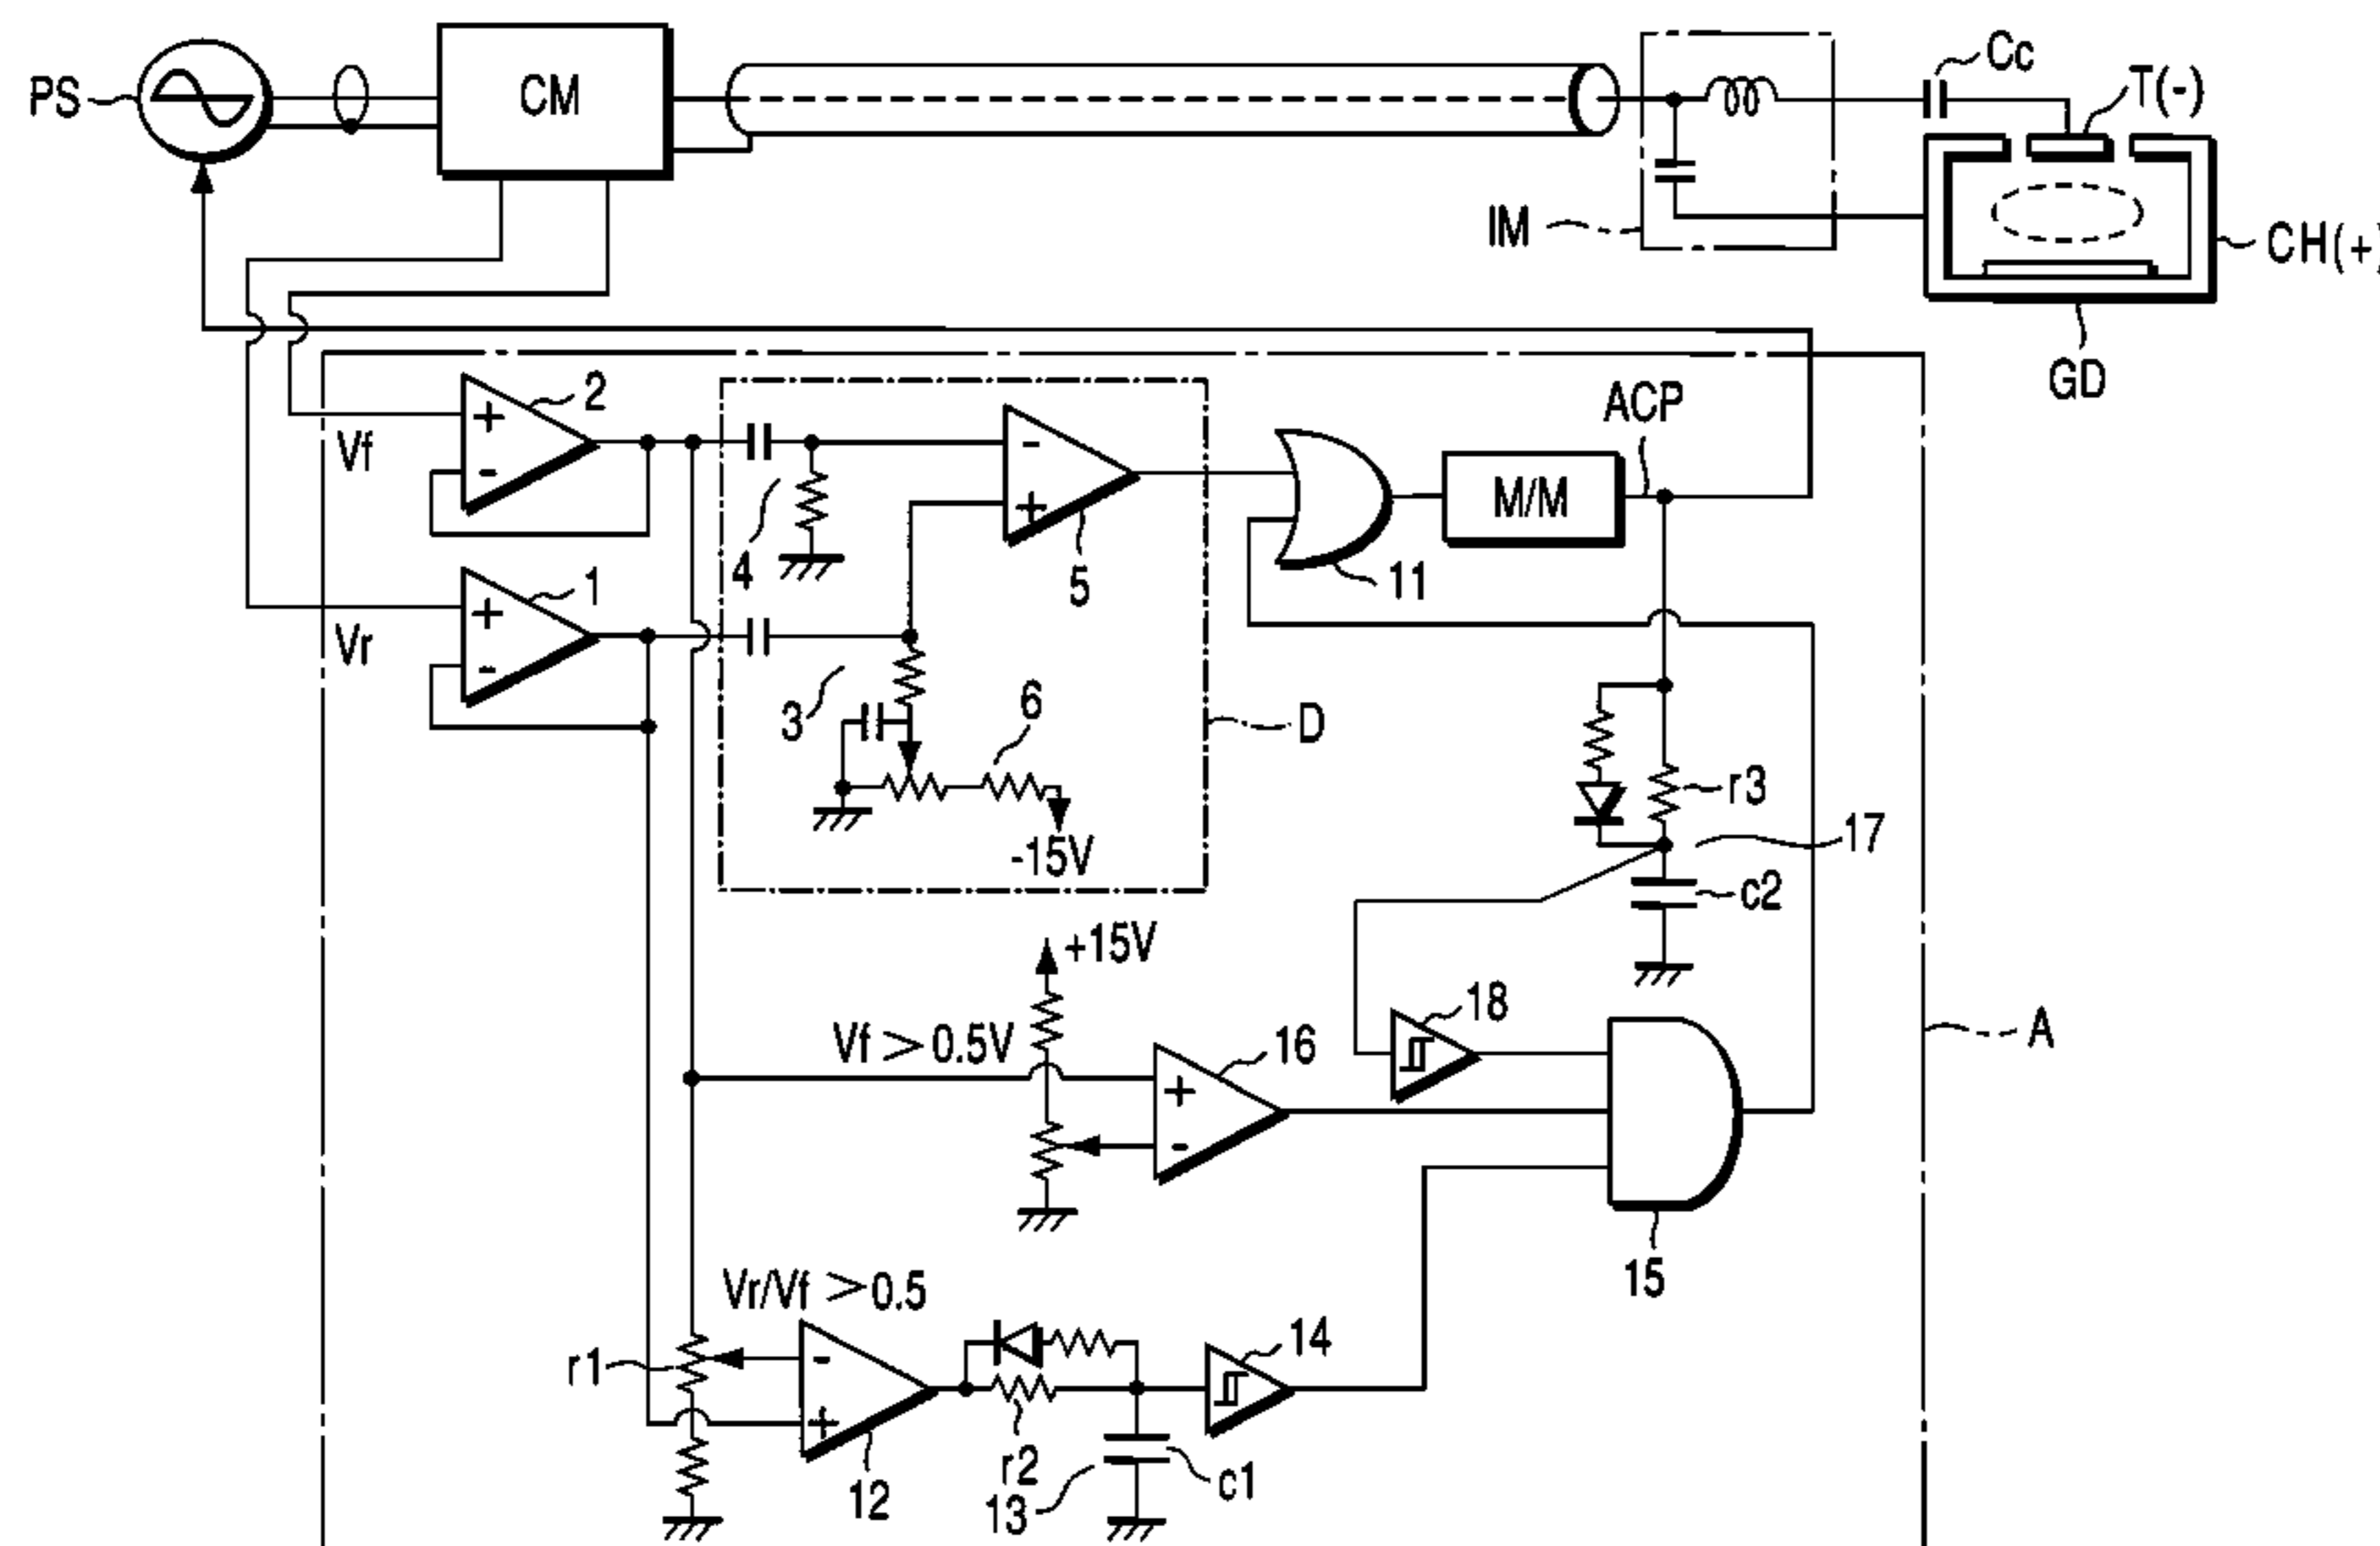 PS
CM
Cc
T(-)
IM
CH(+)
GD
2
+
-
Vf
4
-
+
5
11
M/M
ACP
1
+
-
Vr
3
6
-15V
D
r3
17
c2
+15V
18
Vf > 0.5V
16
+
-
A
15
Vr/Vf > 0.5
r1
-
+
12
r2
13
c1
14